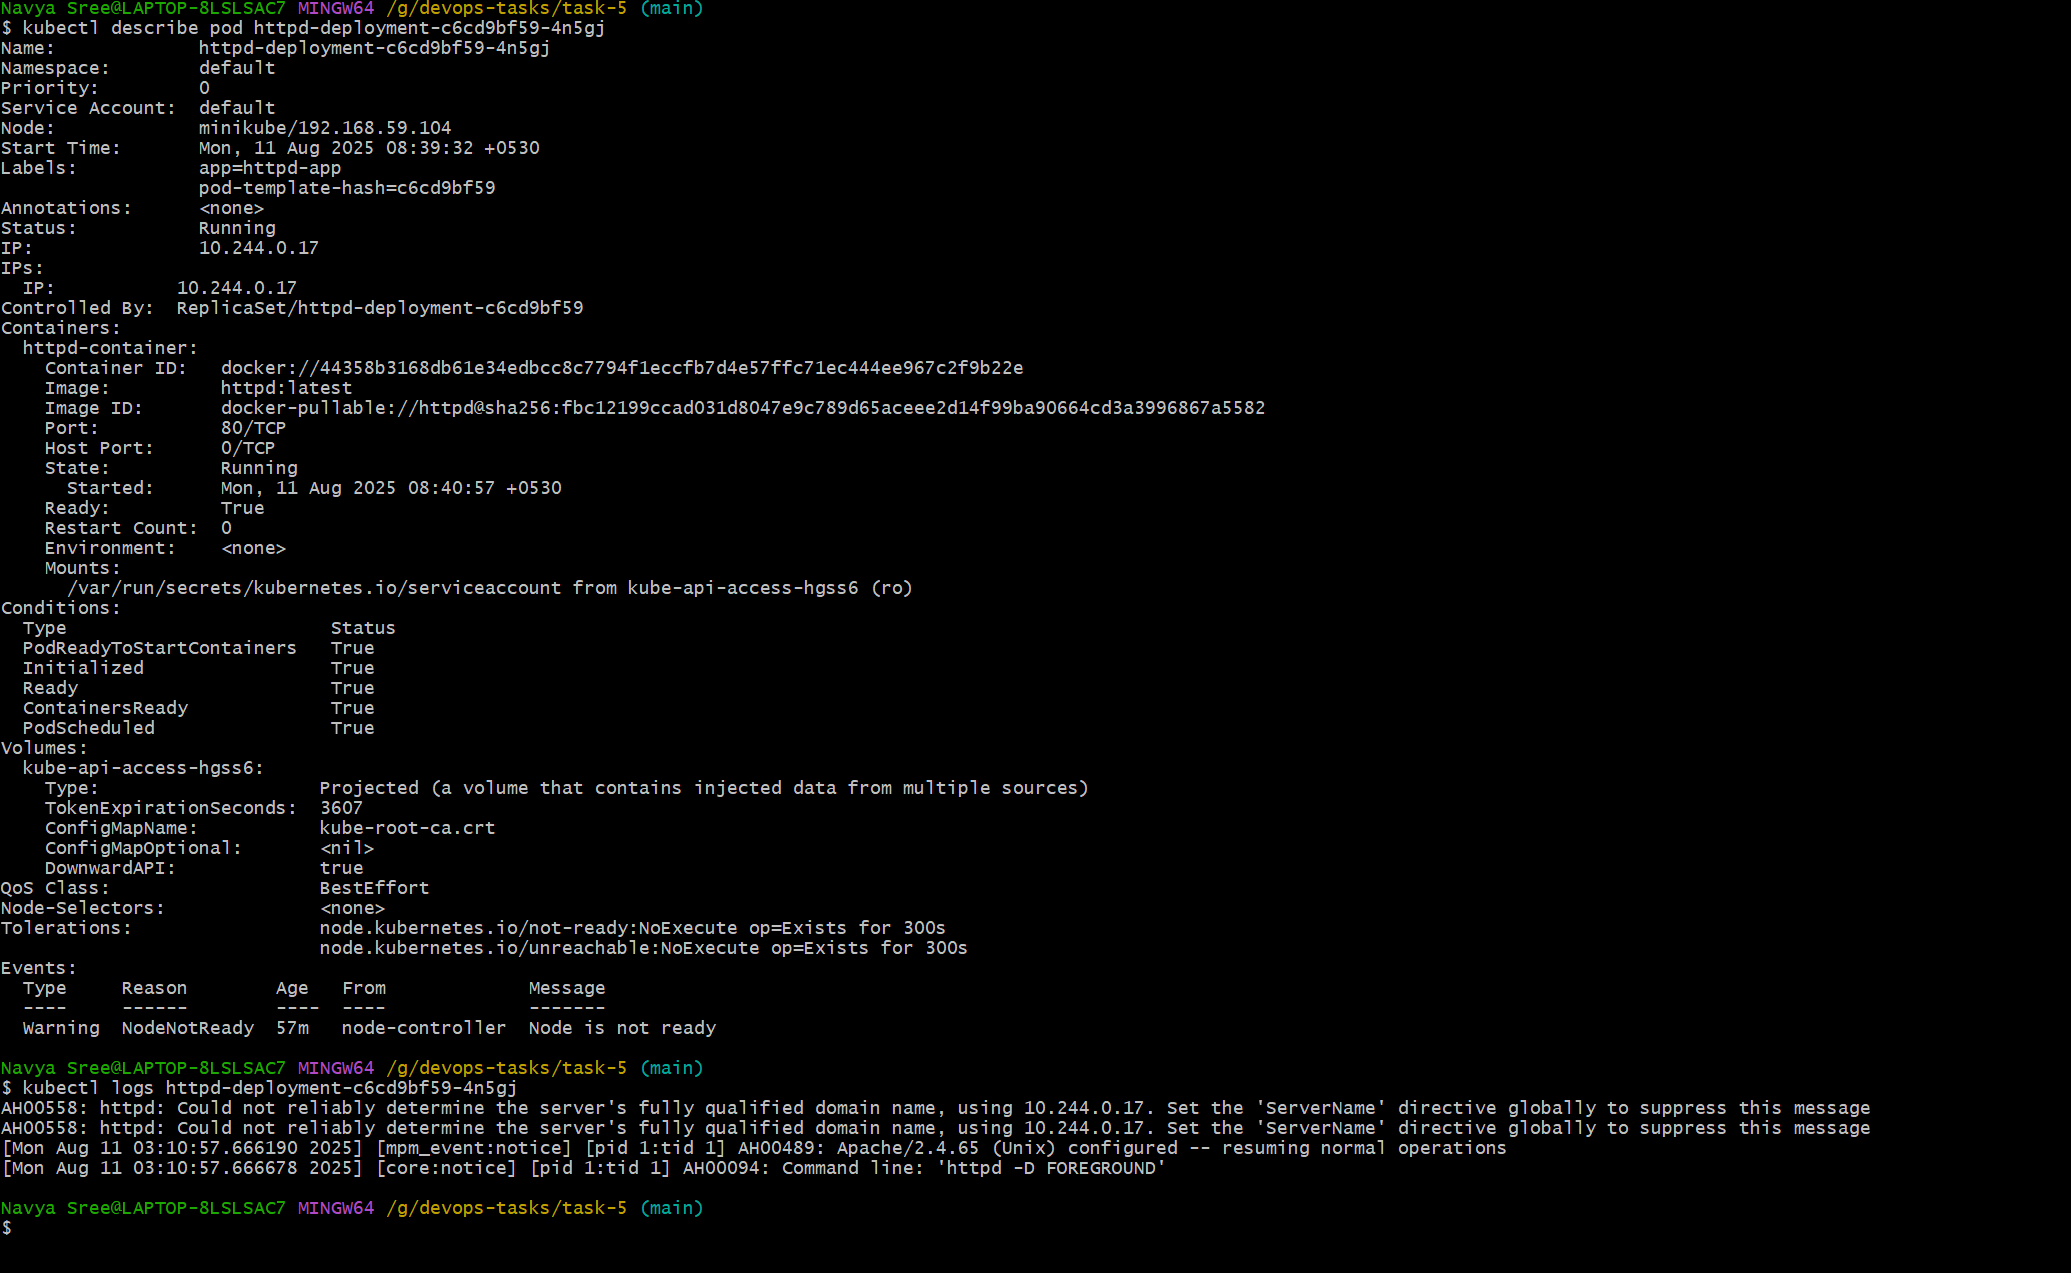 Navya Sree@LAPTOP-8LSLSAC7 MINGW64 /g/devops-tasks/task-5 (main)
$ kubectl describe pod httpd-deployment-c6cd9bf59-4n5gj
Name:             httpd-deployment-c6cd9bf59-4n5gj
Namespace:        default
Priority:         0
Service Account:  default
Node:             minikube/192.168.59.104
Start Time:       Mon, 11 Aug 2025 08:39:32 +0530
Labels:           app=httpd-app
                  pod-template-hash=c6cd9bf59
Annotations:      <none>
Status:           Running
IP:               10.244.0.17
IPs:
  IP:           10.244.0.17
Controlled By:  ReplicaSet/httpd-deployment-c6cd9bf59
Containers:
  httpd-container:
    Container ID:   docker://44358b3168db61e34edbcc8c7794f1eccfb7d4e57ffc71ec444ee967c2f9b22e
    Image:          httpd:latest
    Image ID:       docker-pullable://httpd@sha256:fbc12199ccad031d8047e9c789d65aceee2d14f99ba90664cd3a3996867a5582
    Port:           80/TCP
    Host Port:      0/TCP
    State:          Running
      Started:      Mon, 11 Aug 2025 08:40:57 +0530
    Ready:          True
    Restart Count:  0
    Environment:    <none>
    Mounts:
      /var/run/secrets/kubernetes.io/serviceaccount from kube-api-access-hgss6 (ro)
Conditions:
  Type                        Status
  PodReadyToStartContainers   True
  Initialized                 True
  Ready                       True
  ContainersReady             True
  PodScheduled                True
Volumes:
  kube-api-access-hgss6:
    Type:                    Projected (a volume that contains injected data from multiple sources)
    TokenExpirationSeconds:  3607
    ConfigMapName:           kube-root-ca.crt
    ConfigMapOptional:       <nil>
    DownwardAPI:             true
QoS Class:                   BestEffort
Node-Selectors:              <none>
Tolerations:                 node.kubernetes.io/not-ready:NoExecute op=Exists for 300s
                             node.kubernetes.io/unreachable:NoExecute op=Exists for 300s
Events:
  Type     Reason        Age   From             Message
  ----     ------        ----  ----             -------
  Warning  NodeNotReady  57m   node-controller  Node is not ready
Navya Sree@LAPTOP-8LSLSAC7 MINGW64 /g/devops-tasks/task-5 (main)
$ kubectl logs httpd-deployment-c6cd9bf59-4n5gj
AH00558: httpd: Could not reliably determine the server's fully qualified domain name, using 10.244.0.17. Set the 'ServerName' directive globally to suppress this message
AH00558: httpd: Could not reliably determine the server's fully qualified domain name, using 10.244.0.17. Set the 'ServerName' directive globally to suppress this message
[Mon Aug 11 03:10:57.666190 2025] [mpm_event:notice] [pid 1:tid 1] AH00489: Apache/2.4.65 (Unix) configured -- resuming normal operations
[Mon Aug 11 03:10:57.666678 2025] [core:notice] [pid 1:tid 1] AH00094: Command line: 'httpd -D FOREGROUND'
Navya Sree@LAPTOP-8LSLSAC7 MINGW64 /g/devops-tasks/task-5 (main)
$